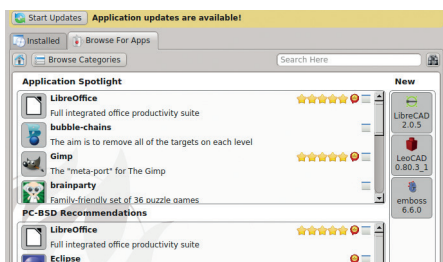 Start Updates Application updates are available!
Installed Browse For Apps
Browse Categories Search Here
Application Spotlight
LibreOffice
Full integrated office productivity suite
bubble-chains
The aim is to remove all of the targets on each level
Gimp
The "meta-port" for The Gimp
brainparty
Family-friendly set of 36 puzzle games
PC-BSD Recommendations
LibreOffice
Full integrated office productivity suite
Eclipse
New
LibreCAD
2.0.5
LeoCAD
0.80.3_1
emboss
6.6.0